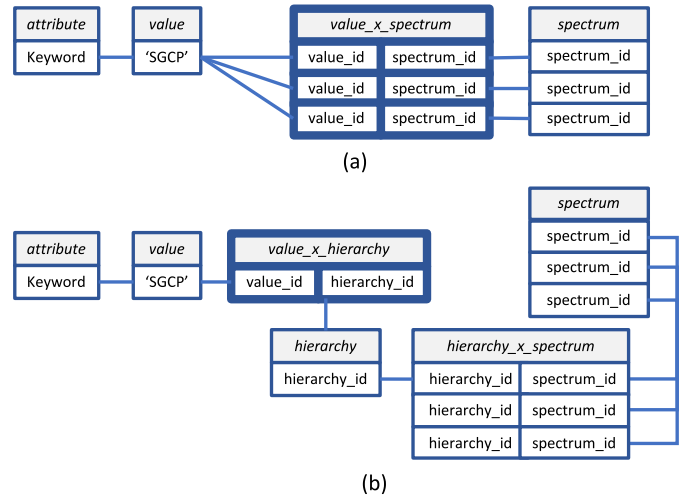 attribute value value_x_spectrum spectrum
Keyword 'SGCP' value_id spectrum_id spectrum_id
value_id spectrum_id spectrum_id
value_id spectrum_id spectrum_id
(a)
spectrum
attribute value value_x_hierarchy spectrum_id
Keyword 'SGCP' value_id hierarchy_id spectrum_id
spectrum_id
hierarchy hierarchy_x_spectrum
hierarchy_id hierarchy_id spectrum_id
hierarchy_id spectrum_id
hierarchy_id spectrum_id
(b)